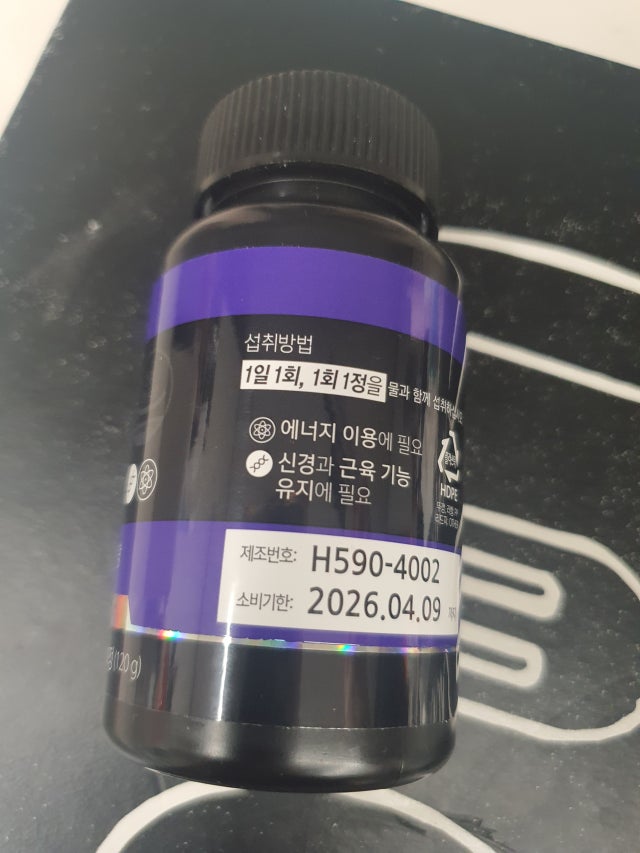 섭취방법
1일 1회, 1회 1정을 물과 함께
에너지 이용에 필요
신경과 근육 기능
유지에 필요
HDPE
제조번호: H590-4002
소비기한: 2026.04.09
(120 g)